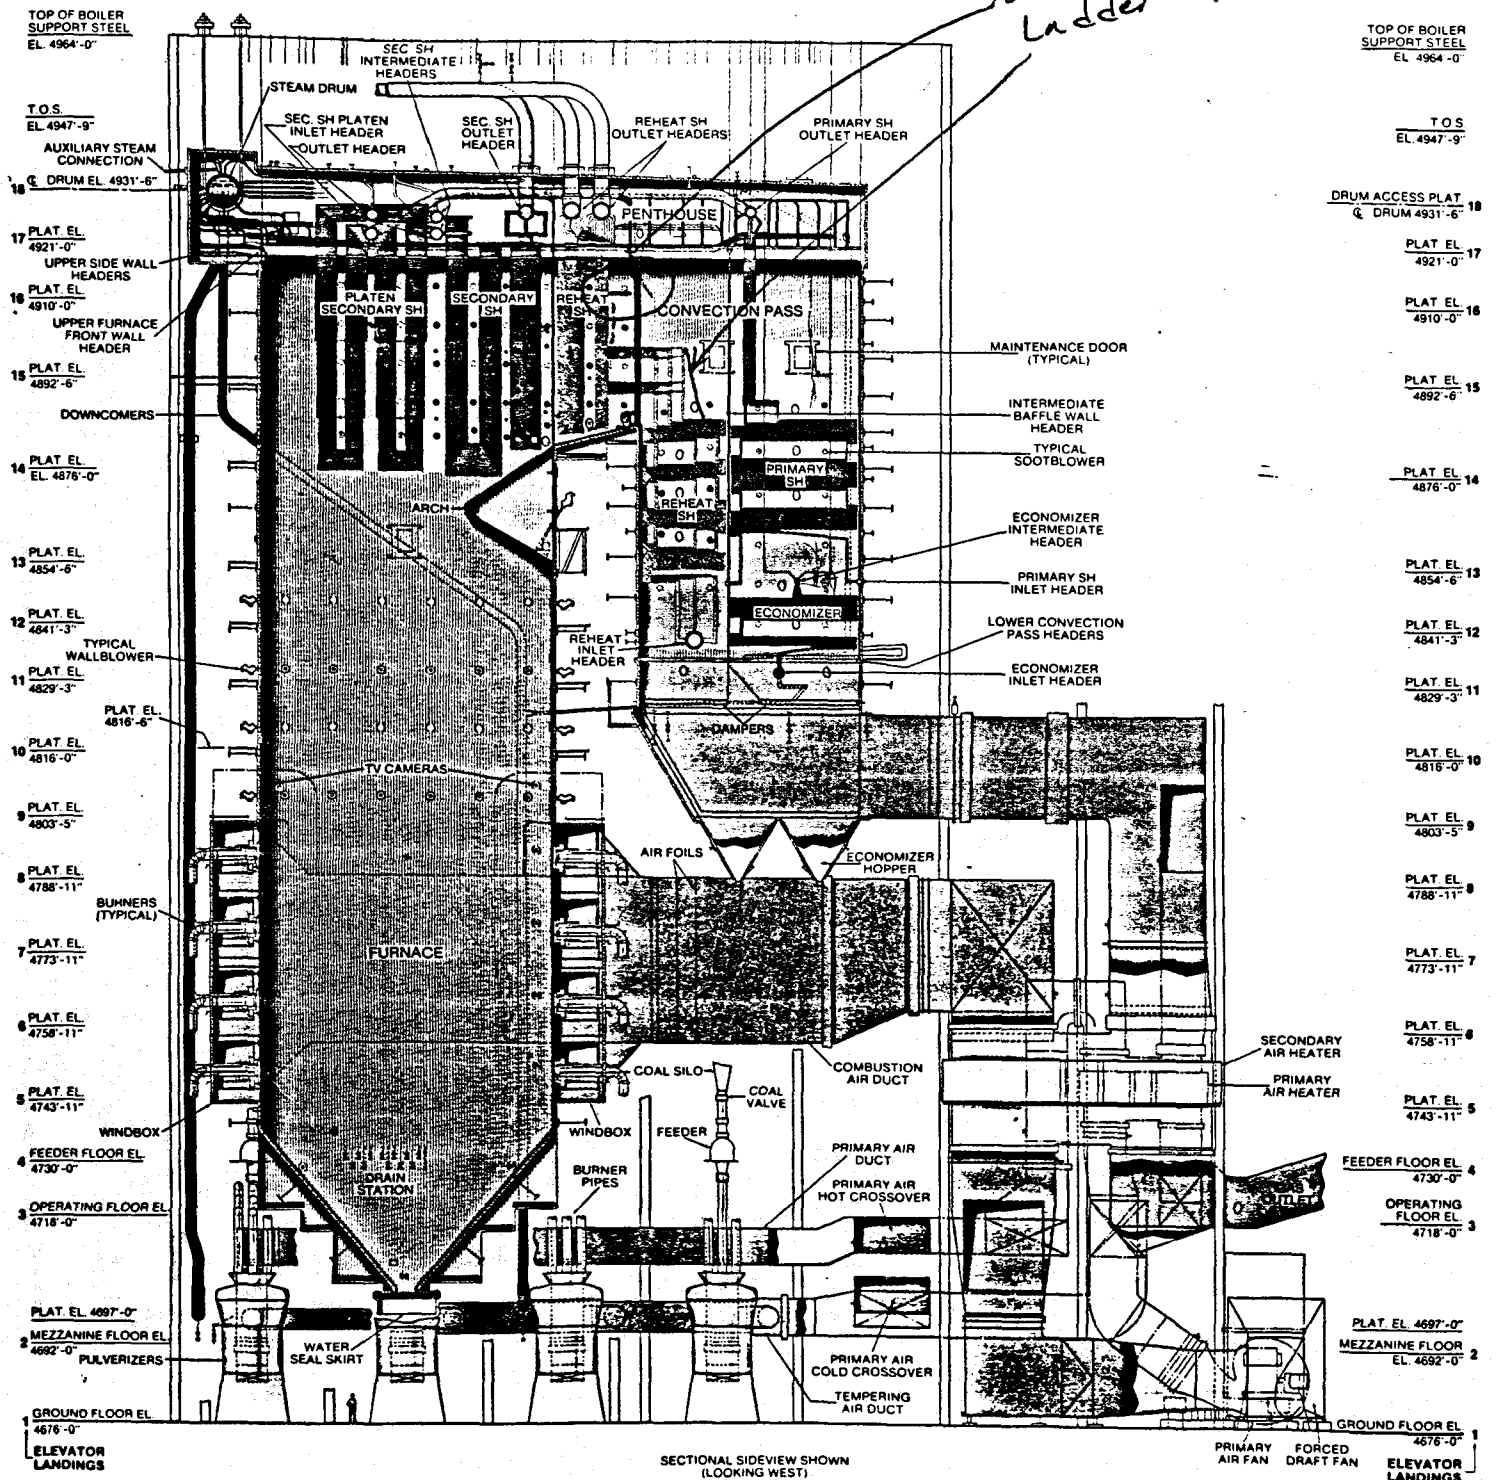 Ladder
TOP OF BOILER
SUPPORT STEEL
EL. 4964'-0"
T.O.S.
EL. 4947'-9"
AUXILIARY STEAM
CONNECTION
18 ℄ DRUM EL. 4931'-6"
17 PLAT. EL.
4921'-0"
UPPER SIDE WALL
HEADERS
16 PLAT. EL.
4910'-0"
UPPER FURNACE
FRONT WALL
HEADER
15 PLAT. EL.
4892'-6"
DOWNCOMERS
14 PLAT. EL.
EL. 4876'-0"
13 PLAT. EL.
4854'-6"
12 PLAT. EL.
4841'-3"
TYPICAL
WALLBLOWER
11 PLAT. EL.
4829'-3"
PLAT. EL.
4816'-6"
10 PLAT. EL.
4816'-0"
9 PLAT. EL.
4803'-5"
8 PLAT. EL.
4788'-11"
BURNERS
(TYPICAL)
7 PLAT. EL.
4773'-11"
6 PLAT. EL.
4758'-11"
5 PLAT. EL.
4743'-11"
WINDBOX
4 FEEDER FLOOR EL.
4730'-0"
3 OPERATING FLOOR EL.
4718'-0"
PLAT. EL. 4697'-0"
2 MEZZANINE FLOOR EL.
4692'-0"
PULVERIZERS
1 GROUND FLOOR EL.
4676'-0"
ELEVATOR
LANDINGS
SEC. SH
INTERMEDIATE
HEADERS
STEAM DRUM
SEC. SH PLATEN
INLET HEADER
OUTLET HEADER
SEC. SH
OUTLET
HEADER
REHEAT SH
OUTLET HEADERS
PRIMARY SH
OUTLET HEADER
PENTHOUSE
PLATEN
SECONDARY SH
SECONDARY
SH
REHEAT
SH
CONVECTION PASS
MAINTENANCE DOOR
(TYPICAL)
INTERMEDIATE
BAFFLE WALL
HEADER
TYPICAL
SOOTBLOWER
PRIMARY
SH
ARCH
REHEAT
SH
ECONOMIZER
INTERMEDIATE
HEADER
PRIMARY SH
INLET HEADER
ECONOMIZER
LOWER CONVECTION
PASS HEADERS
REHEAT
INLET
HEADER
ECONOMIZER
INLET HEADER
DAMPERS
TV CAMERAS
AIR FOILS
ECONOMIZER
HOPPER
FURNACE
COMBUSTION
AIR DUCT
COAL SILO
COAL
VALVE
SECONDARY
AIR HEATER
PRIMARY
AIR HEATER
WINDBOX
FEEDER
DRAIN
STATION
BURNER
PIPES
PRIMARY AIR
DUCT
PRIMARY AIR
HOT CROSSOVER
OUTLET
WATER
SEAL SKIRT
PRIMARY AIR
COLD CROSSOVER
TEMPERING
AIR DUCT
PRIMARY
AIR FAN
FORCED
DRAFT FAN
SECTIONAL SIDEVIEW SHOWN
(LOOKING WEST)
TOP OF BOILER
SUPPORT STEEL
EL 4964-0"
T O S
EL. 4947'-9"
DRUM ACCESS PLAT 18
℄ DRUM 4931'-6"
PLAT. EL. 17
4921'-0"
PLAT. EL. 16
4910'-0"
PLAT. EL. 15
4892'-6"
PLAT. EL. 14
4876'-0"
PLAT. EL. 13
4854'-6"
PLAT. EL. 12
4841'-3"
PLAT. EL. 11
4829'-3"
PLAT. EL. 10
4816'-0"
PLAT. EL. 9
4803'-5"
PLAT. EL. 8
4788'-11"
PLAT. EL. 7
4773'-11"
PLAT. EL. 6
4758'-11"
PLAT. EL. 5
4743'-11"
FEEDER FLOOR EL. 4
4730'-0"
OPERATING
FLOOR EL. 3
4718'-0"
PLAT. EL. 4697'-0"
MEZZANINE FLOOR 2
EL. 4692'-0"
GROUND FLOOR EL. 1
4676'-0"
ELEVATOR
LANDINGS